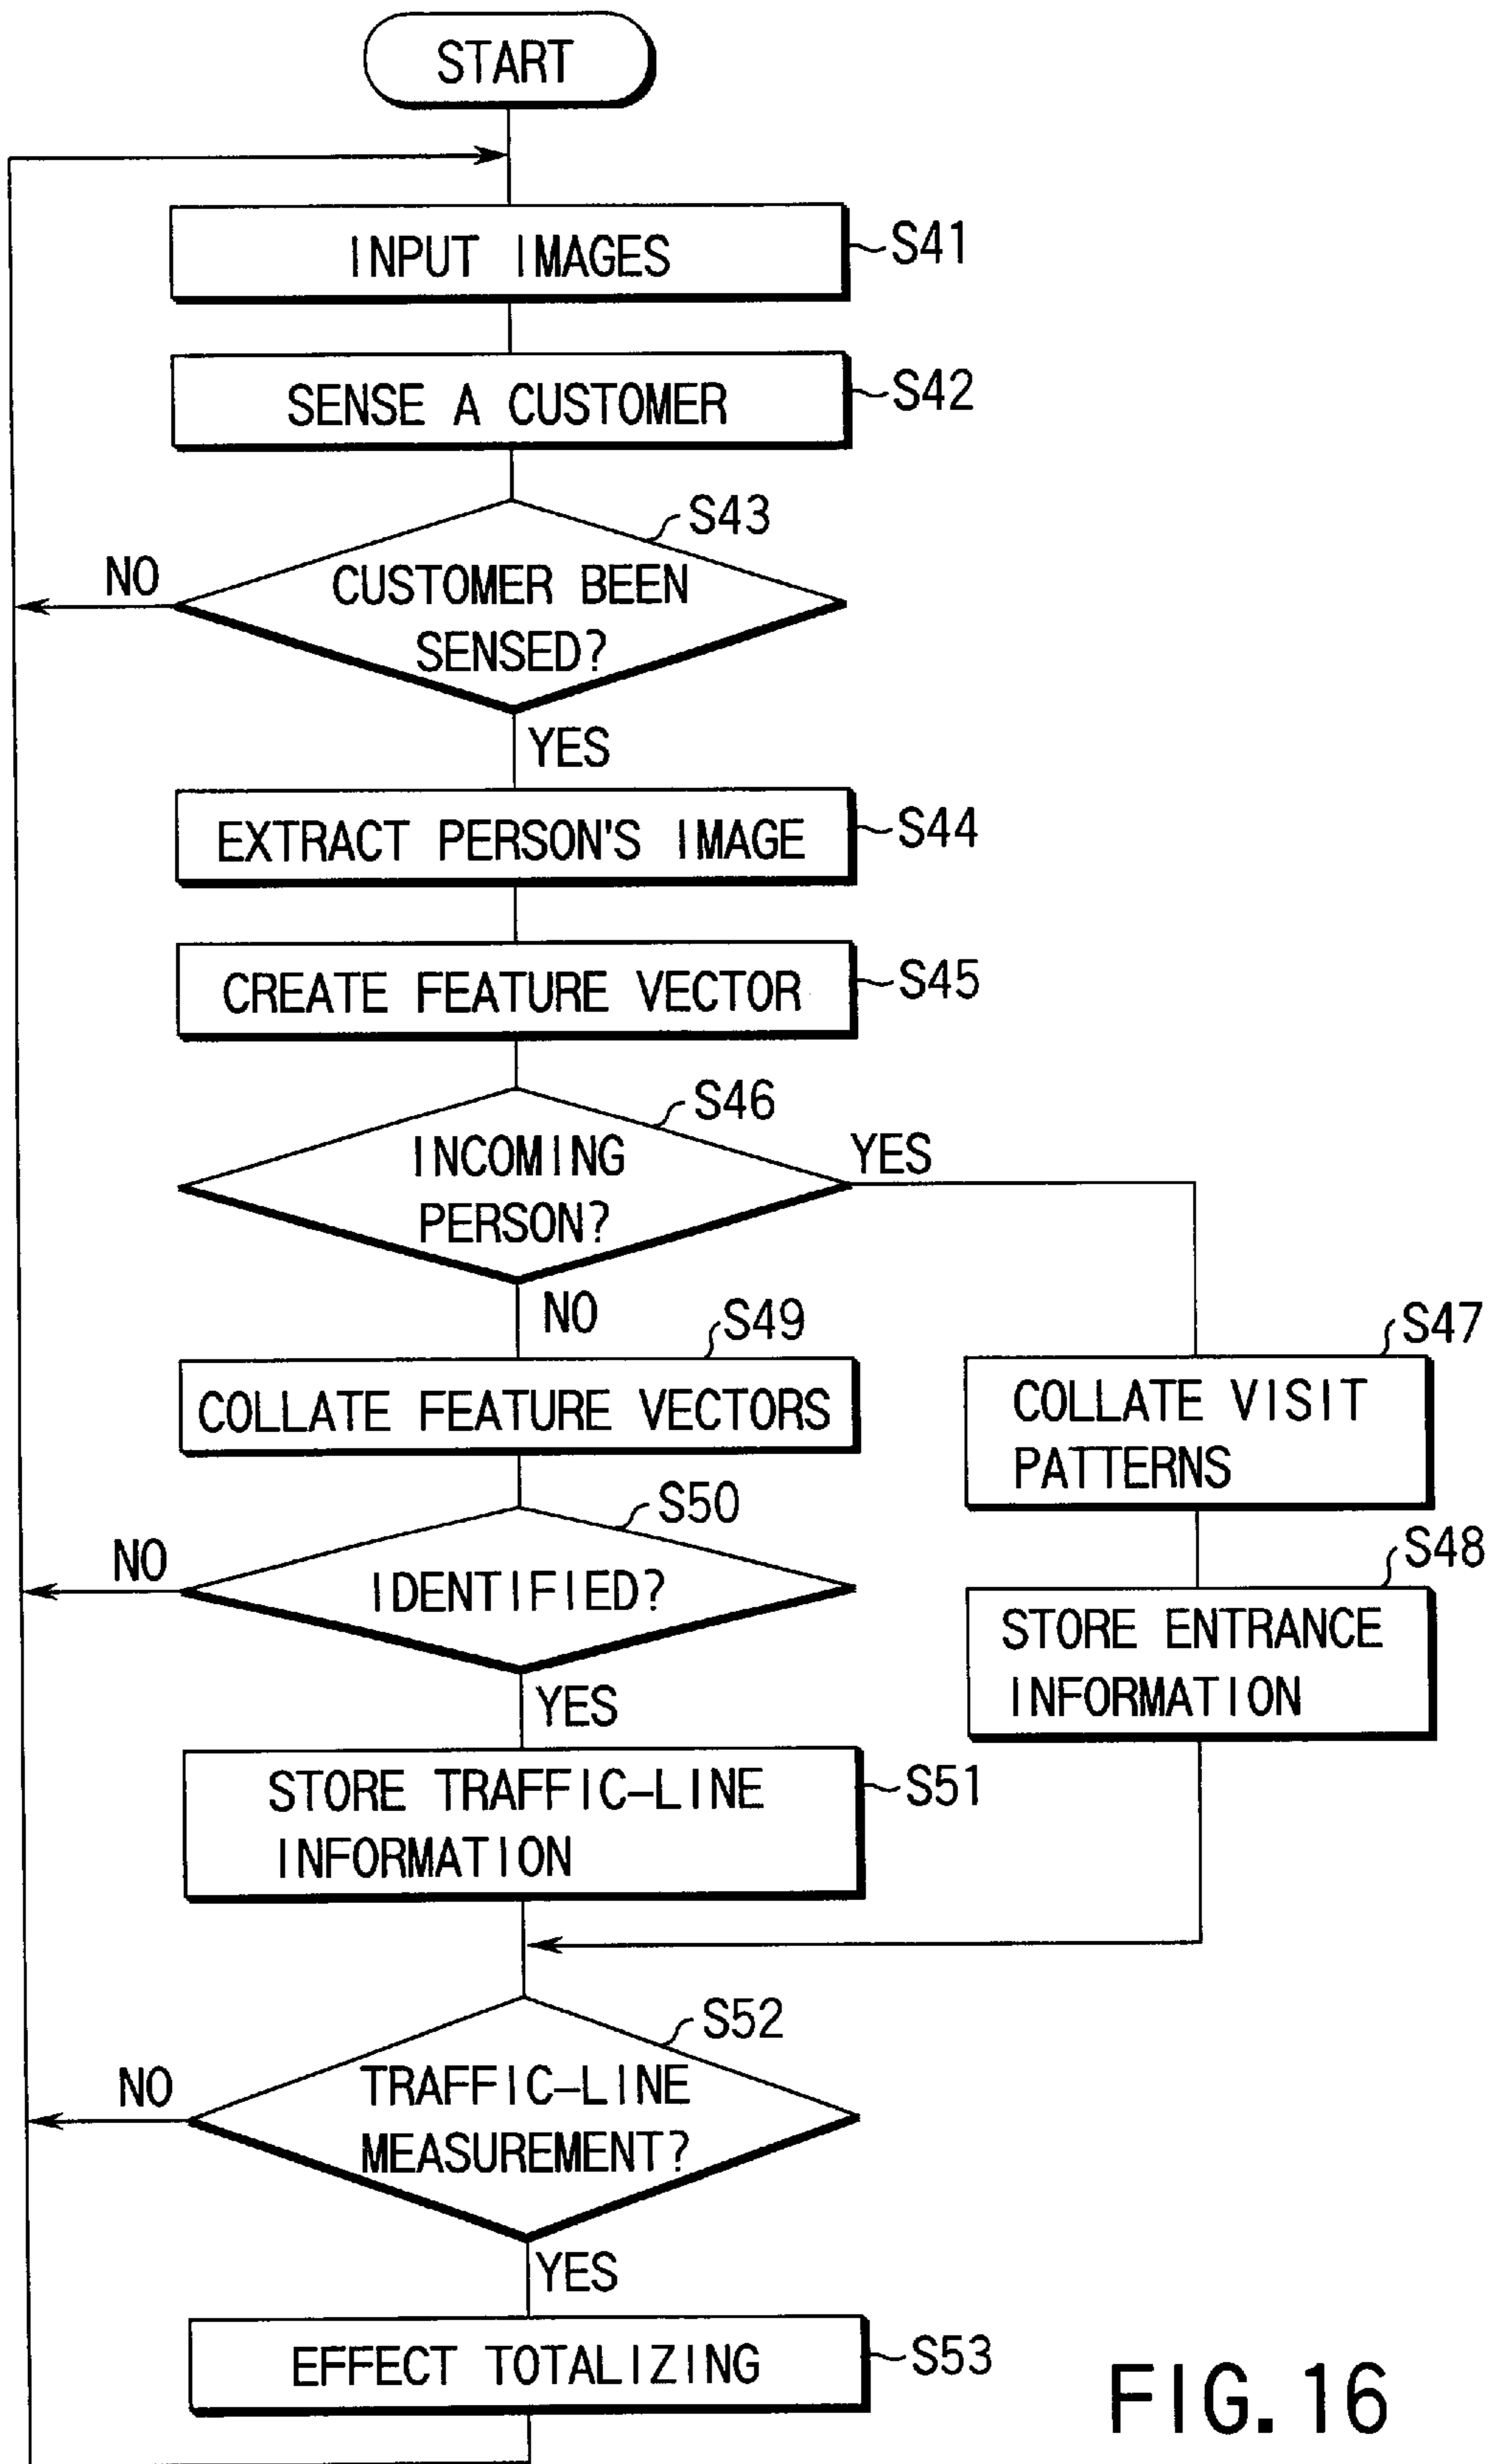 START
INPUT IMAGES
S41
SENSE A CUSTOMER
S42
S43
NO
CUSTOMER BEEN
SENSED?
YES
EXTRACT PERSON'S IMAGE
S44
CREATE FEATURE VECTOR
S45
S46
INCOMING
PERSON?
YES
NO
S49
S47
COLLATE FEATURE VECTORS
COLLATE VISIT
PATTERNS
S50
NO
IDENTIFIED?
S48
STORE ENTRANCE
INFORMATION
YES
STORE TRAFFIC-LINE
INFORMATION
S51
S52
NO
TRAFFIC-LINE
MEASUREMENT?
YES
EFFECT TOTALIZING
S53
FIG. 16